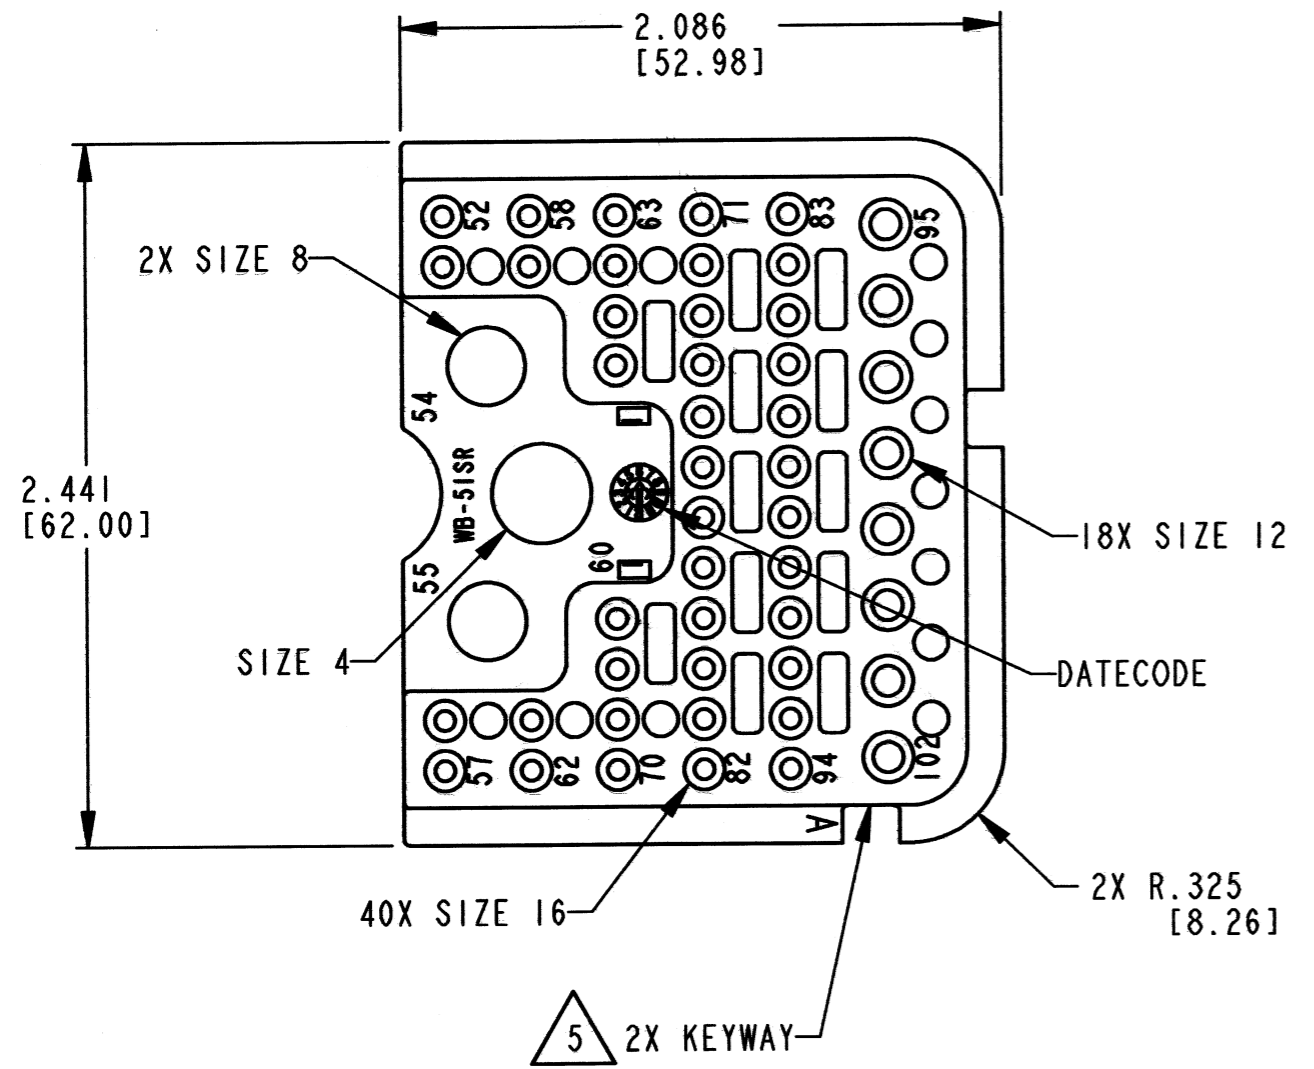 2.086
[52.98]
52
58
63
71
83
95
2X SIZE 8
54
WB-51SR
2.441
[62.00]
60
55
18X SIZE 12
SIZE 4
DATECODE
57
62
70
82
94
102
A
40X SIZE 16
2X R.325
[8.26]
5
2X KEYWAY